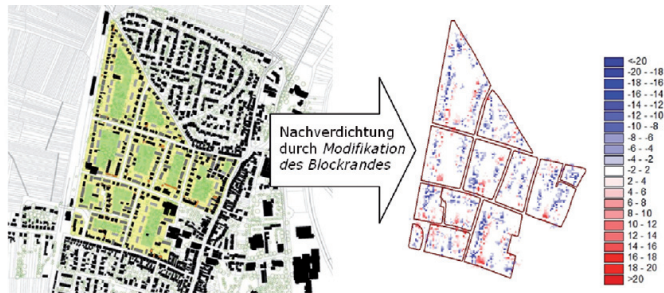 Nachverdichtung
durch Modifikation
des Blockrandes
<-20
-20 - -18
-18 - -16
-16 - -14
-14 - -12
-12 - -10
-10 - -8
-8 - -6
-6 - -4
-4 - -2
-2 - 2
2 - 4
4 - 6
6 - 8
8 - 10
10 - 12
12 - 14
14 - 16
16 - 18
18 - 20
>20